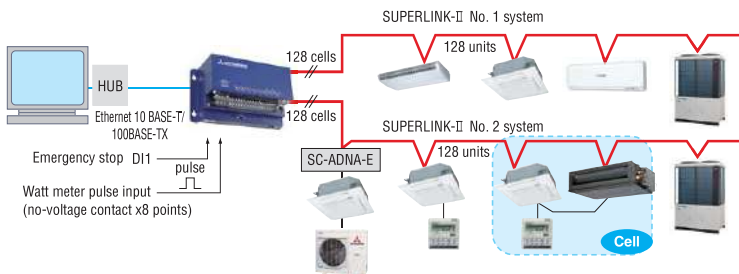 SUPERLINK-Ⅱ No. 1 system
128 cells
128 units
HUB
Ethernet 10 BASE-T/
100BASE-TX
128 cells
SUPERLINK-Ⅱ No. 2 system
128 units
Emergency stop DI1
pulse
SC-ADNA-E
Watt meter pulse input
(no-voltage contact x8 points)
Cell